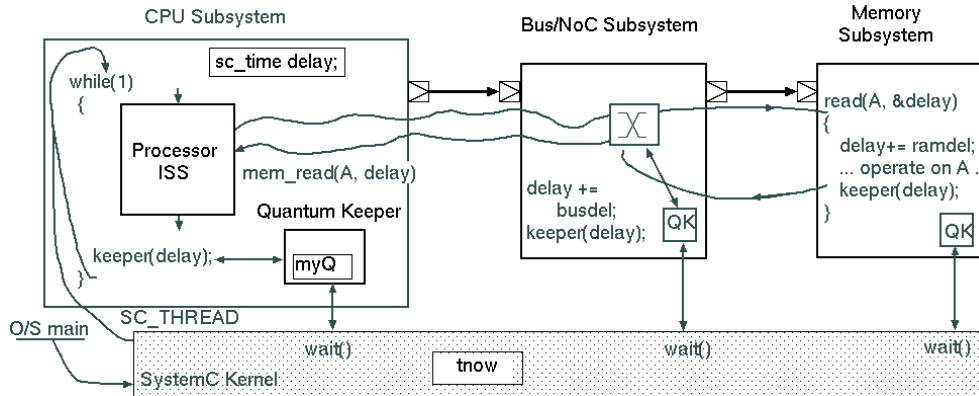 CPU Subsystem
sc_time delay;
while(1)
{
Processor
ISS
mem_read(A, delay)
Quantum Keeper
keeper(delay);
myQ
}
SC_THREAD
Bus/NoC Subsystem
delay +=
busdel;
keeper(delay);
QK
Memory
Subsystem
read(A, &delay)
{
delay+= ramdel;
... operate on A .
keeper(delay);
}
QK
O/S main
wait()
wait()
wait()
tnow
SystemC Kernel